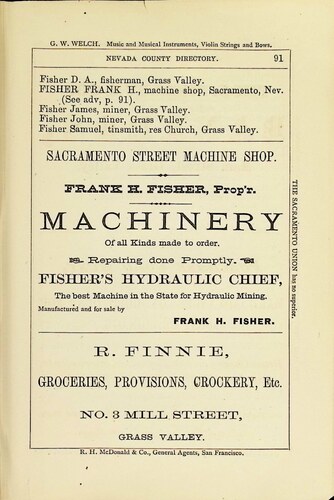 G. W. WELCH. Music and Musical Instruments, Violin Strings and Bows.
NEVADA COUNTY DIRECTORY. 91
Fisher D. A., fisherman, Grass Valley.
FISHER FRANK H., machine shop, Sacramento, Nev.
(See adv, p. 91).
Fisher James, miner, Grass Valley.
Fisher John, miner, Grass Valley.
Fisher Samuel, tinsmith, res Church, Grass Valley.
SACRAMENTO STREET MACHINE SHOP.
FRANK H. FISHER, Prop'r.
MACHINERY
Of all Kinds made to order.
Repairing done Promptly.
FISHER'S HYDRAULIC CHIEF,
The best Machine in the State for Hydraulic Mining.
Manufactured and for sale by
FRANK H. FISHER.
R. FINNIE,
GROCERIES, PROVISIONS, CROCKERY, Etc.
NO. 3 MILL STREET,
GRASS VALLEY.
R. H. McDonald & Co., General Agents, San Francisco.
THE SACRAMENTO UNION has no superior.